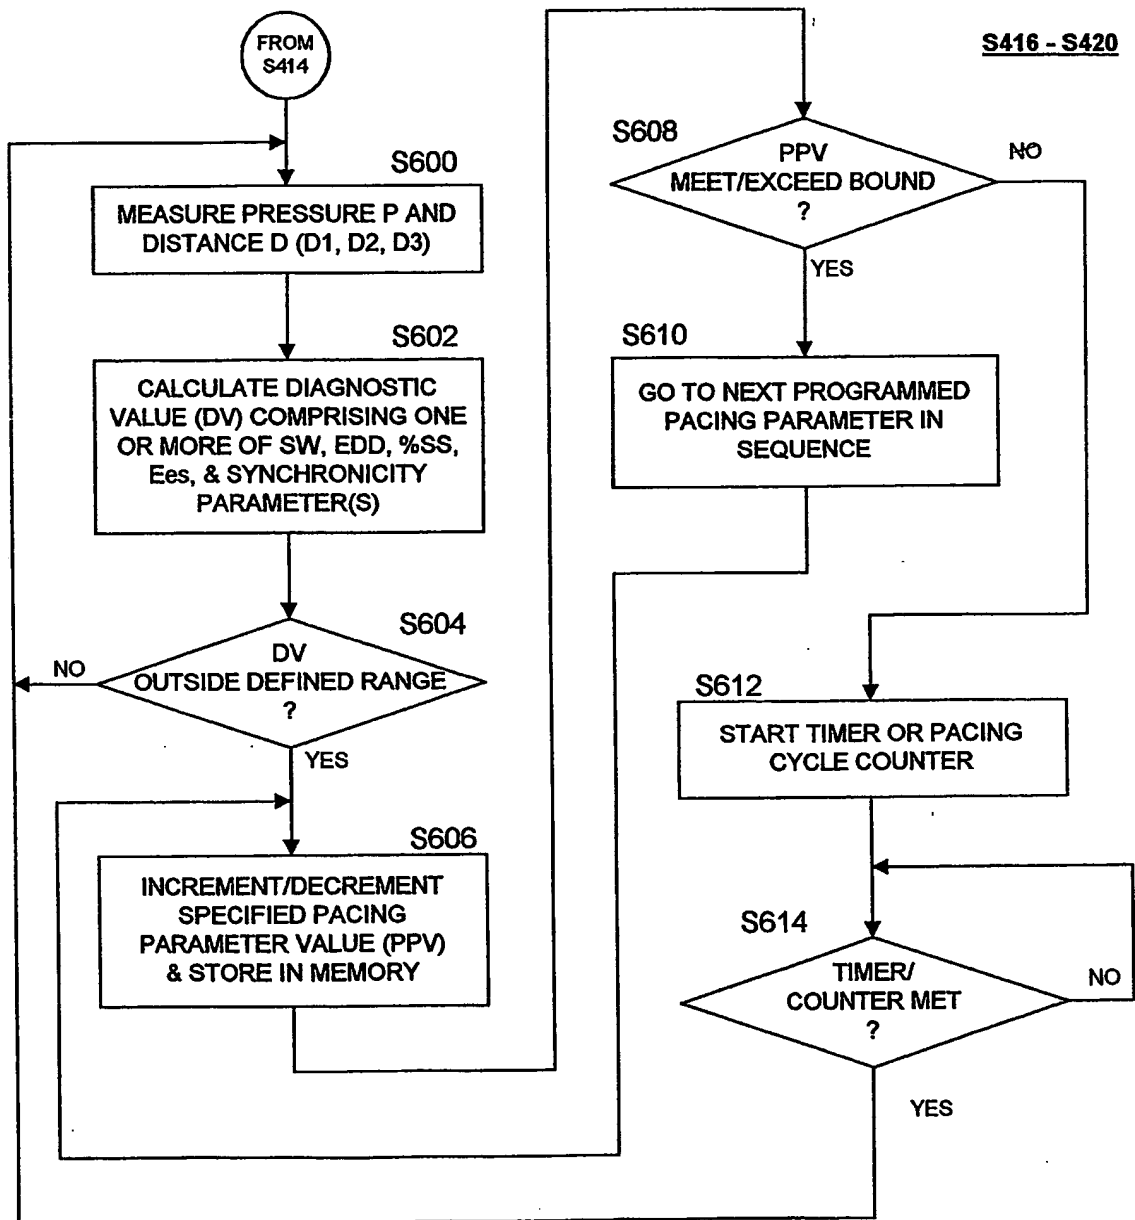 FROM
S414
S416 - S420
S600
MEASURE PRESSURE P AND
DISTANCE D (D1, D2, D3)
S602
CALCULATE DIAGNOSTIC
VALUE (DV) COMPRISING ONE
OR MORE OF SW, EDD, %SS,
Ees, & SYNCHRONICITY
PARAMETER(S)
S604
DV
OUTSIDE DEFINED RANGE
?
NO
YES
S606
INCREMENT/DECREMENT
SPECIFIED PACING
PARAMETER VALUE (PPV)
& STORE IN MEMORY
S608
PPV
MEET/EXCEED BOUND
?
NO
YES
S610
GO TO NEXT PROGRAMMED
PACING PARAMETER IN
SEQUENCE
S612
START TIMER OR PACING
CYCLE COUNTER
S614
TIMER/
COUNTER MET
?
NO
YES